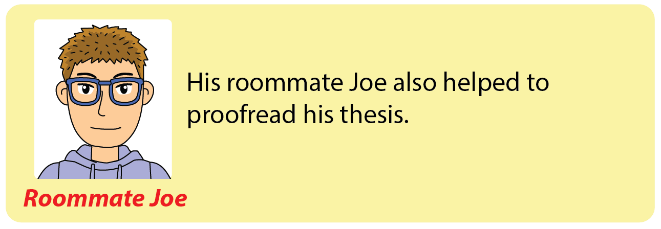 His roommate Joe also helped to
proofread his thesis.
Roommate Joe